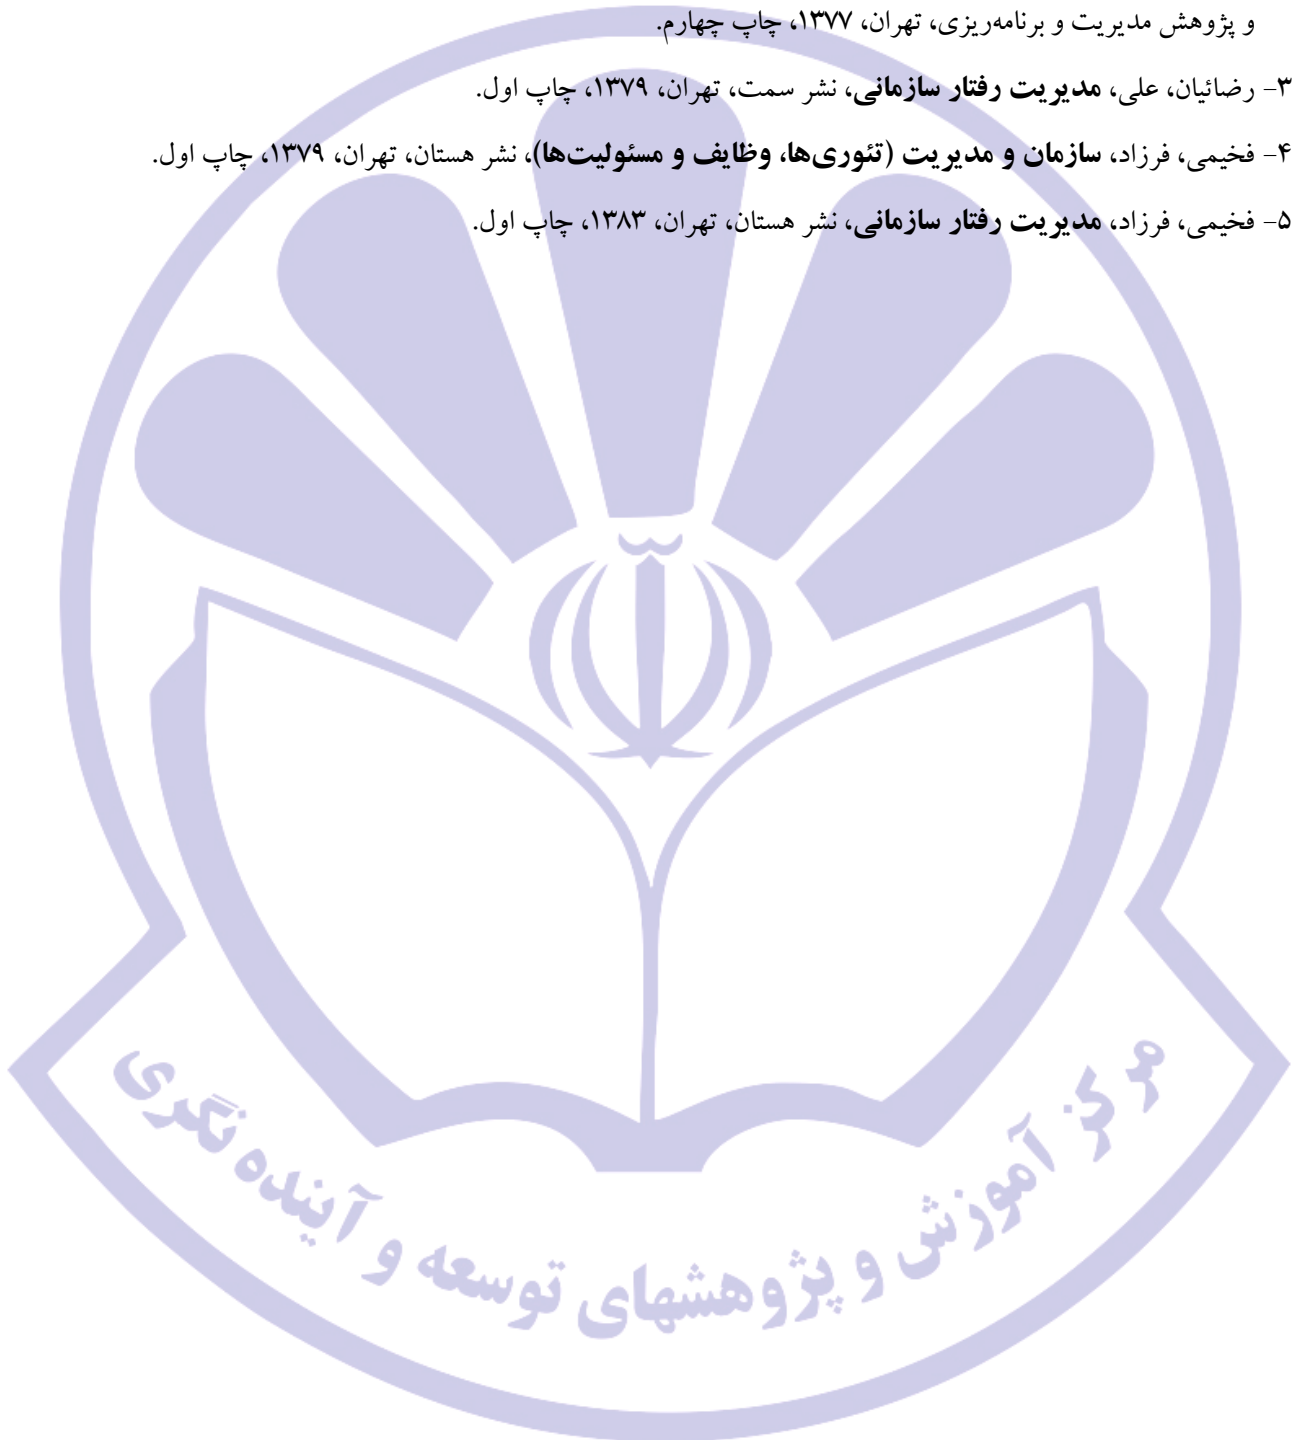 و پژوهش مدیریت و برنامه‌ریزی، تهران، ۱۳۷۷، چاپ چهارم.
۳- رضائیان، علی، مدیریت رفتار سازمانی، نشر سمت، تهران، ۱۳۷۹، چاپ اول.
۴- فخیمی، فرزاد، سازمان و مدیریت (تئوری‌ها، وظایف و مسئولیت‌ها)، نشر هستان، تهران، ۱۳۷۹، چاپ اول.
۵- فخیمی، فرزاد، مدیریت رفتار سازمانی، نشر هستان، تهران، ۱۳۸۳، چاپ اول.
مرکز آموزش و پژوهشهای توسعه و آینده نگری